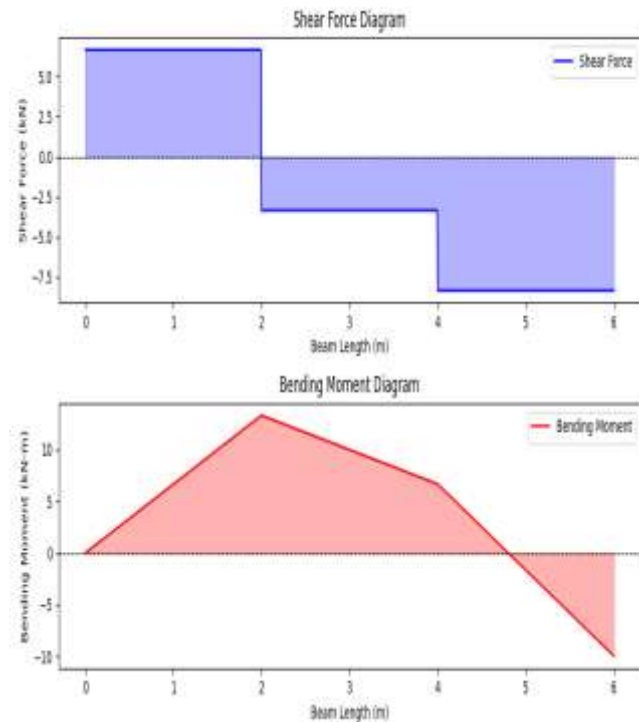 Shear Force Diagram
Shear Force (kN)
5.0
2.5
0.0
−2.5
−5.0
−7.5
Shear Force
0 1 2 3 4 5 6
Beam Length (m)
Bending Moment Diagram
Bending Moment (kN-m)
10
5
0
−5
−10
Bending Moment
0 1 2 3 4 5 6
Beam Length (m)